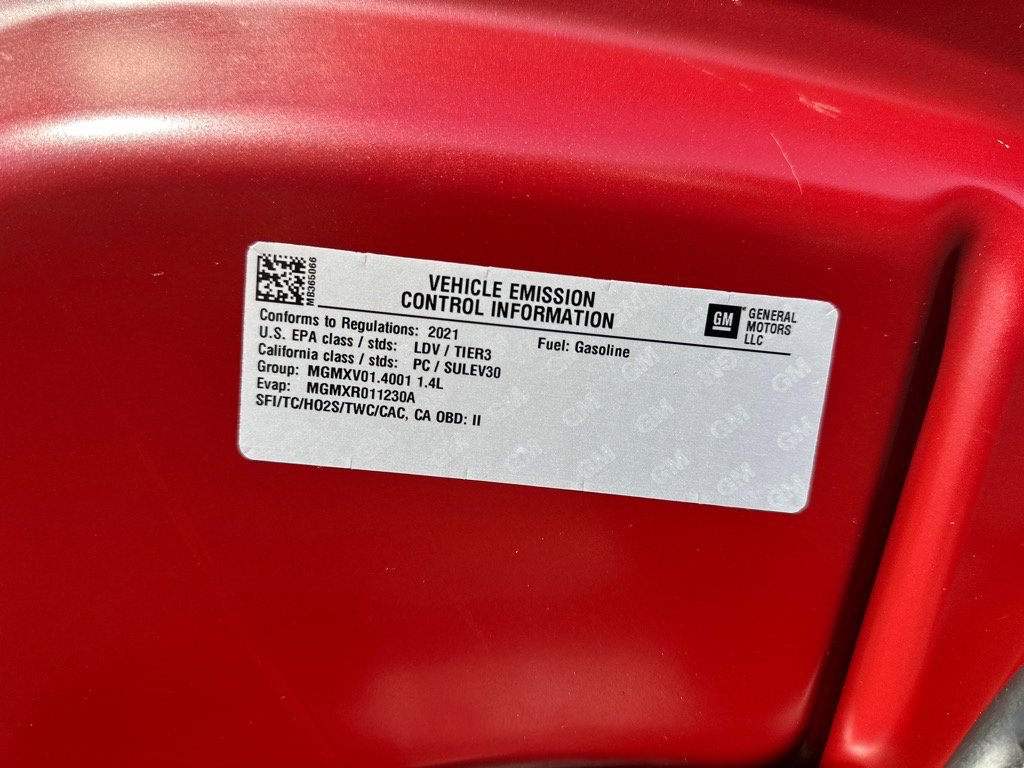 MB365066
VEHICLE EMISSION
CONTROL INFORMATION
GM
GENERAL
MOTORS
LLC
Conforms to Regulations: 2021
Fuel: Gasoline
U.S. EPA class / stds: LDV / TIER3
California class / stds: PC / SULEV30
Group: MGMXV01.4001 1.4L
Evap: MGMXR011230A
SFI/TC/HO2S/TWC/CAC, CA OBD: II